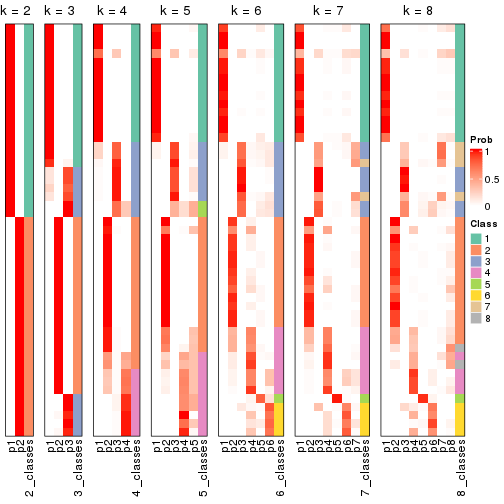 k = 2 k = 3 k = 4 k = 5 k = 6 k = 7 k = 8
Prob
1
0.5
0
Class
1
2
3
4
5
6
7
8
p1 p2 2_classes
p1 p2 p3 3_classes
p1 p2 p3 p4 4_classes
p1 p2 p3 p4 p5 5_classes
p1 p2 p3 p4 p5 p6 6_classes
p1 p2 p3 p4 p5 p6 p7 7_classes
p1 p2 p3 p4 p5 p6 p7 p8 8_classes